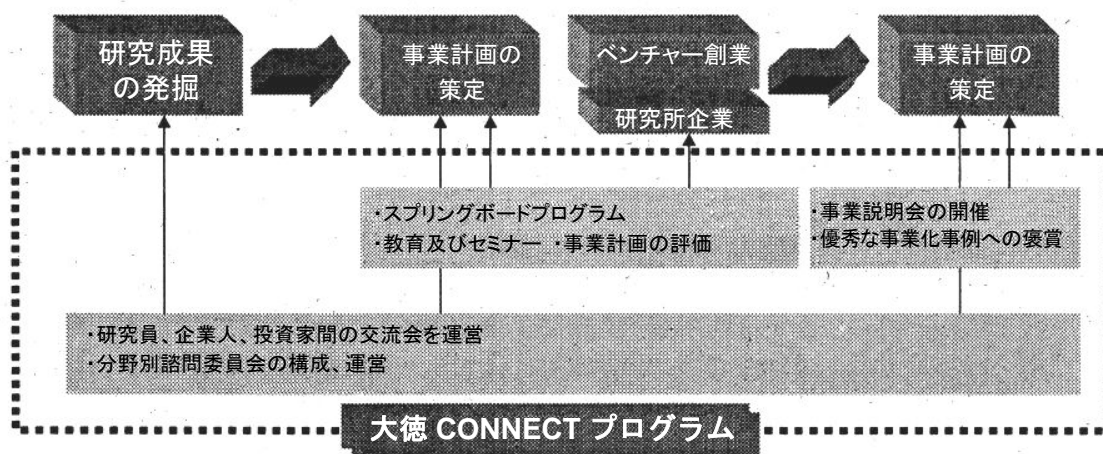 研究成果
の発掘
事業計画の
策定
ベンチャー創業
研究所企業
事業計画の
策定
・スプリングボードプログラム
・教育及びセミナー ・事業計画の評価
・事業説明会の開催
・優秀な事業化事例への褒賞
・研究員、企業人、投資家間の交流会を運営
・分野別諮問委員会の構成、運営
大徳 CONNECT プログラム